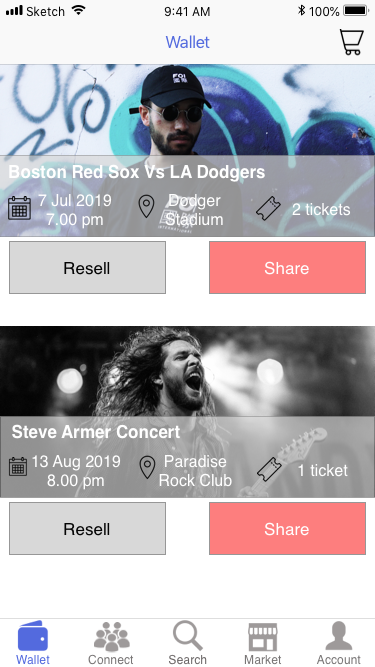 Sketch 9:41 AM 100%
Wallet
Boston Red Sox Vs LA Dodgers
7 Jul 2019
7.00 pm
Dodger
Stadium
2 tickets
Resell
Share
Steve Armer Concert
13 Aug 2019
8.00 pm
Paradise
Rock Club
1 ticket
Resell
Share
Wallet
Connect
Search
Market
Account